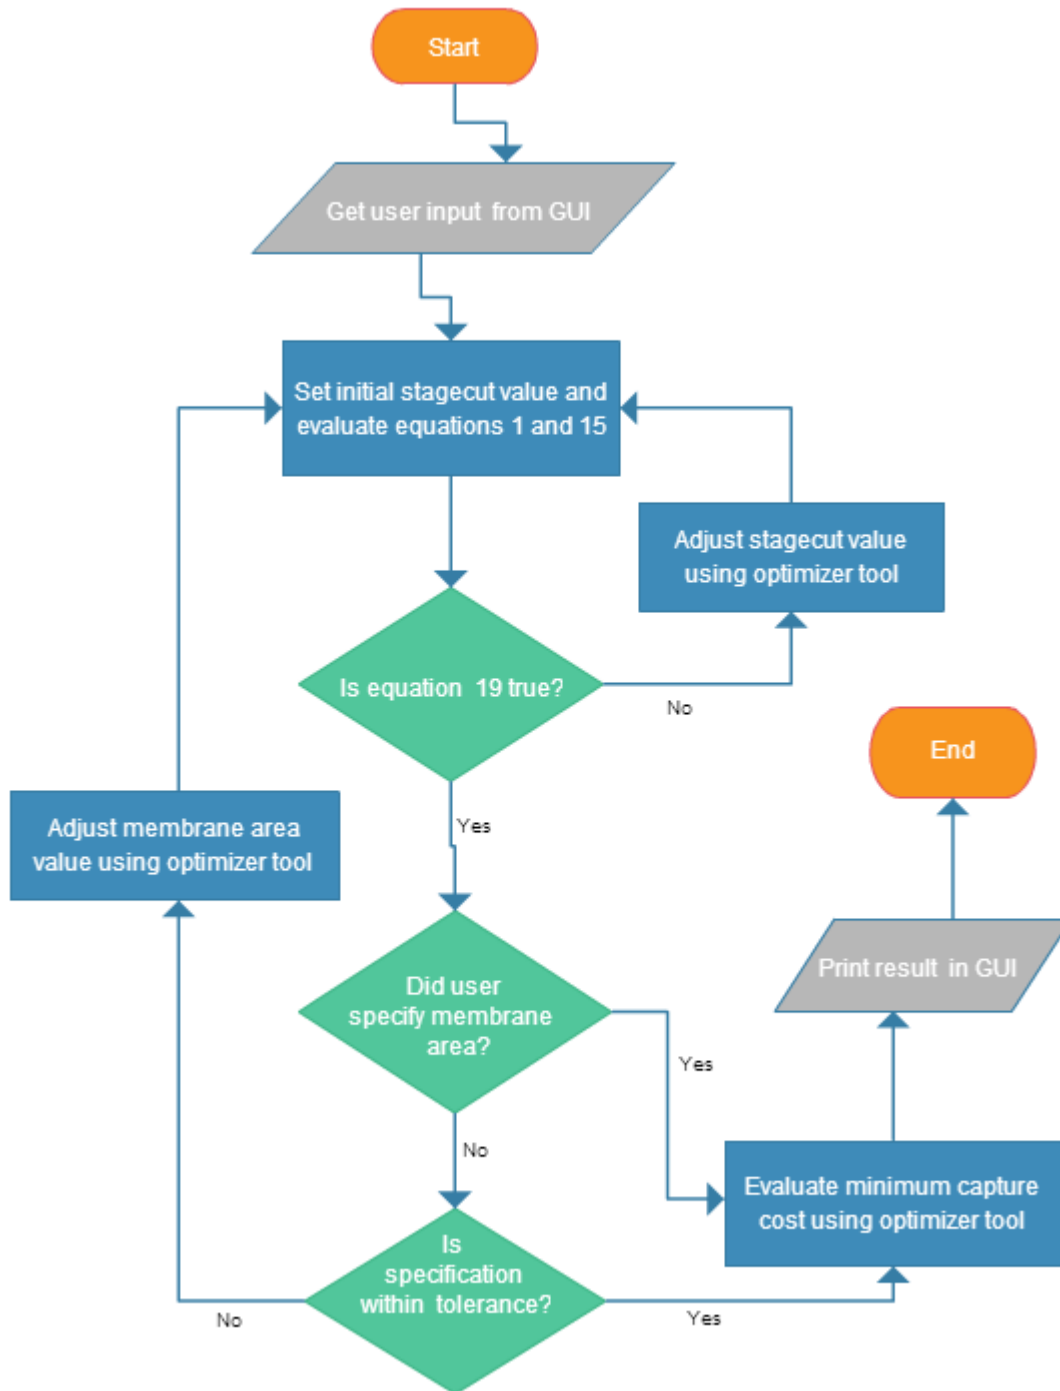 Start
Get user input from GUI
Set initial stagecut value and
evaluate equations 1 and 15
Adjust stagecut value
using optimizer tool
Is equation 19 true?
No
End
Yes
Adjust membrane area
value using optimizer tool
Did user
specify membrane
area?
Print result in GUI
Yes
No
Evaluate minimum capture
cost using optimizer tool
Is
specification
within tolerance?
No
Yes